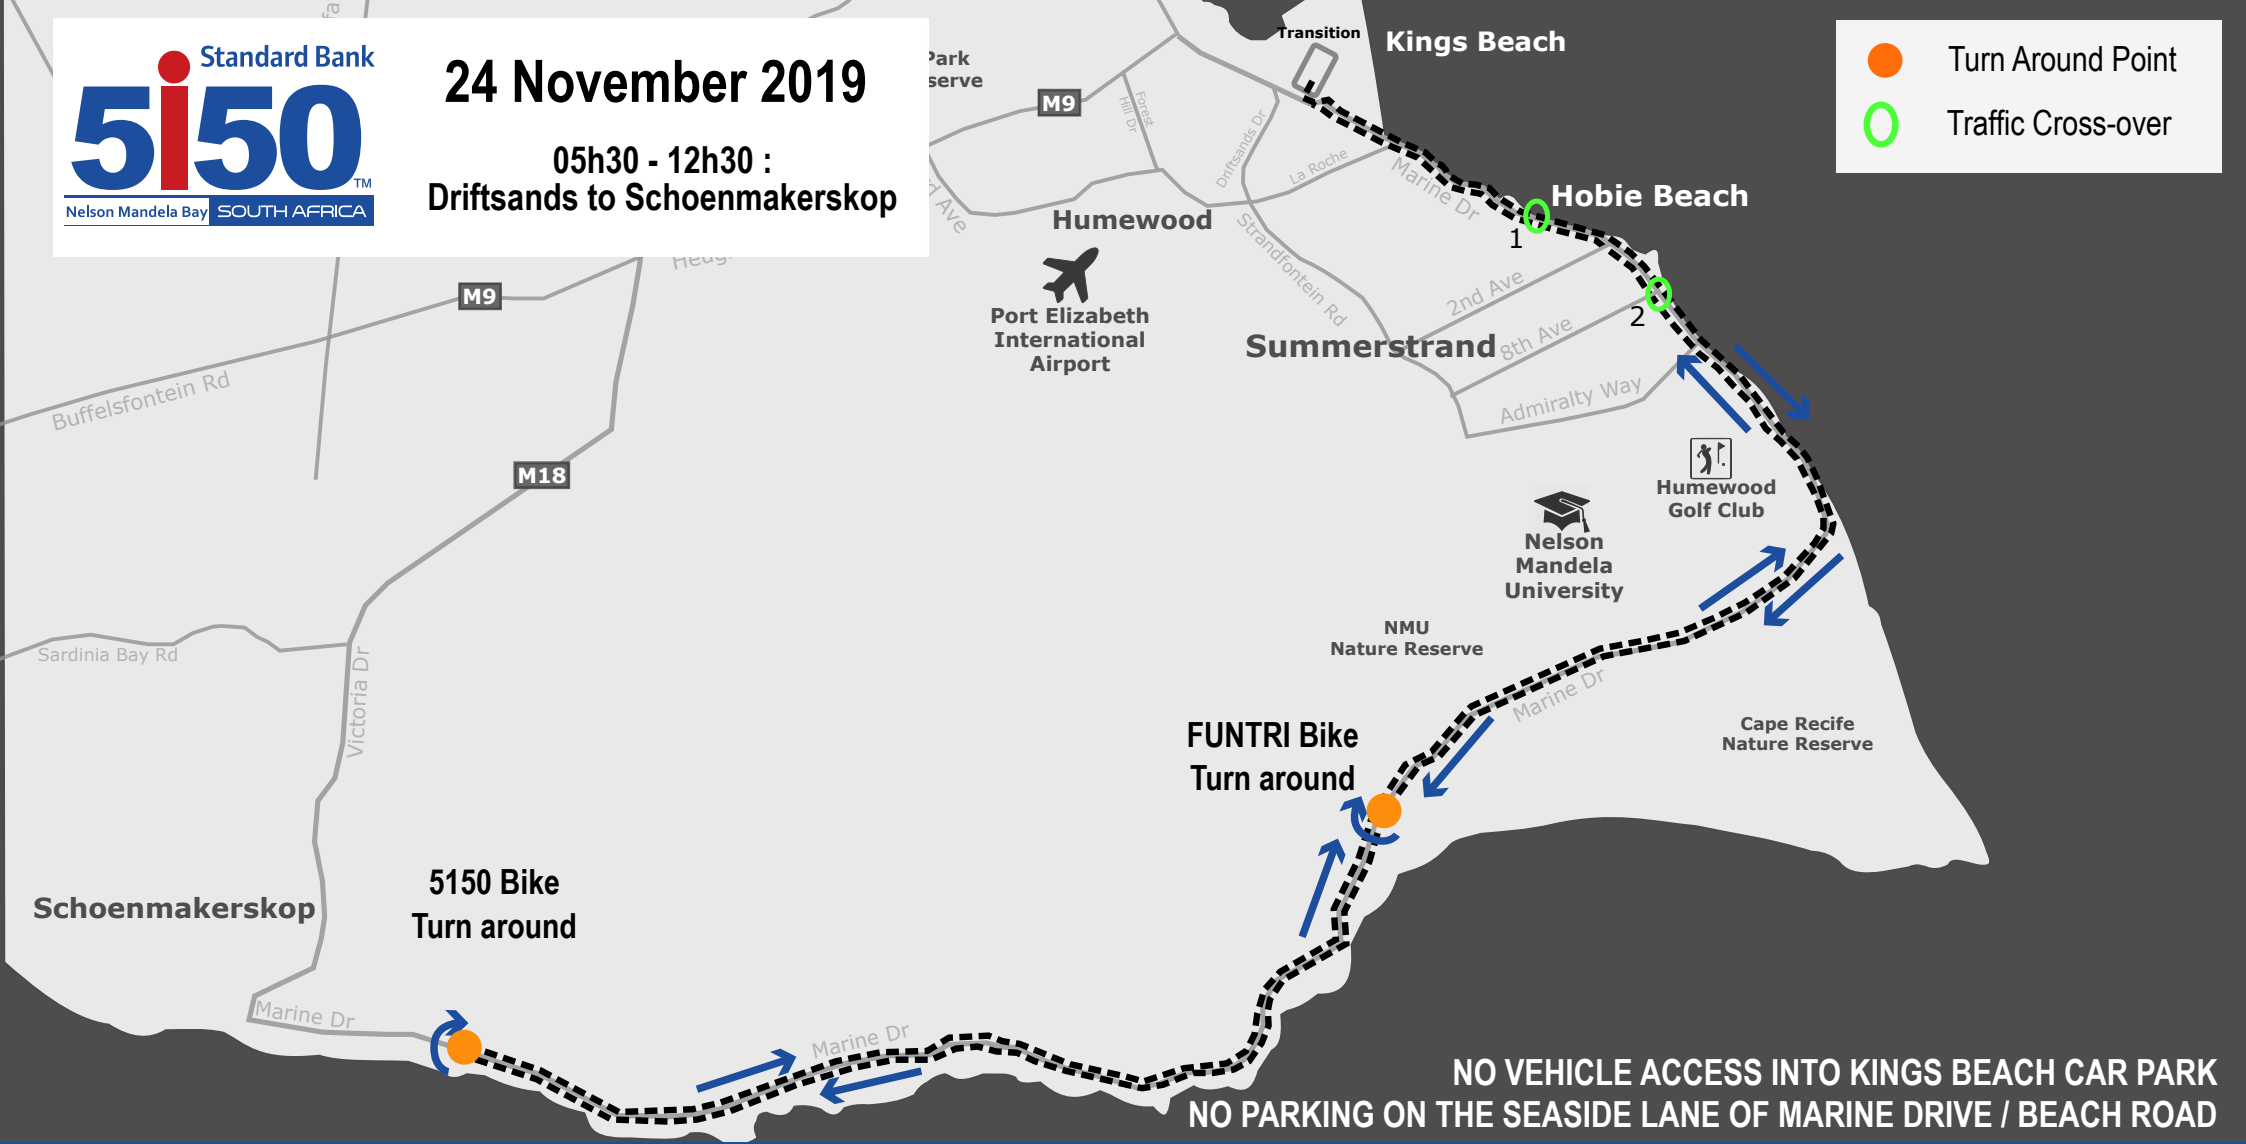 Standard Bank
5i50
TM
Nelson Mandela Bay SOUTH AFRICA
24 November 2019
05h30 - 12h30 :
Driftsands to Schoenmakerskop
Park
Transition
Kings Beach
Turn Around Point
Traffic Cross-over
M9
Forest
Hill Dr
Driftsands Dr
La Roche
Marine Dr
Hobie Beach
1
Ave
Humewood
Strandfontein Rd
2nd Ave
2
M9
Port Elizabeth
International
Airport
Summerstrand
8th Ave
Admiralty Way
Buffelsfontein Rd
M18
Humewood
Golf Club
Nelson
Mandela
University
NMU
Nature Reserve
Sardinia Bay Rd
Victoria Dr
Marine Dr
Cape Recife
Nature Reserve
FUNTRI Bike
Turn around
5150 Bike
Turn around
Schoenmakerskop
Marine Dr
Marine Dr
NO VEHICLE ACCESS INTO KINGS BEACH CAR PARK
NO PARKING ON THE SEASIDE LANE OF MARINE DRIVE / BEACH ROAD